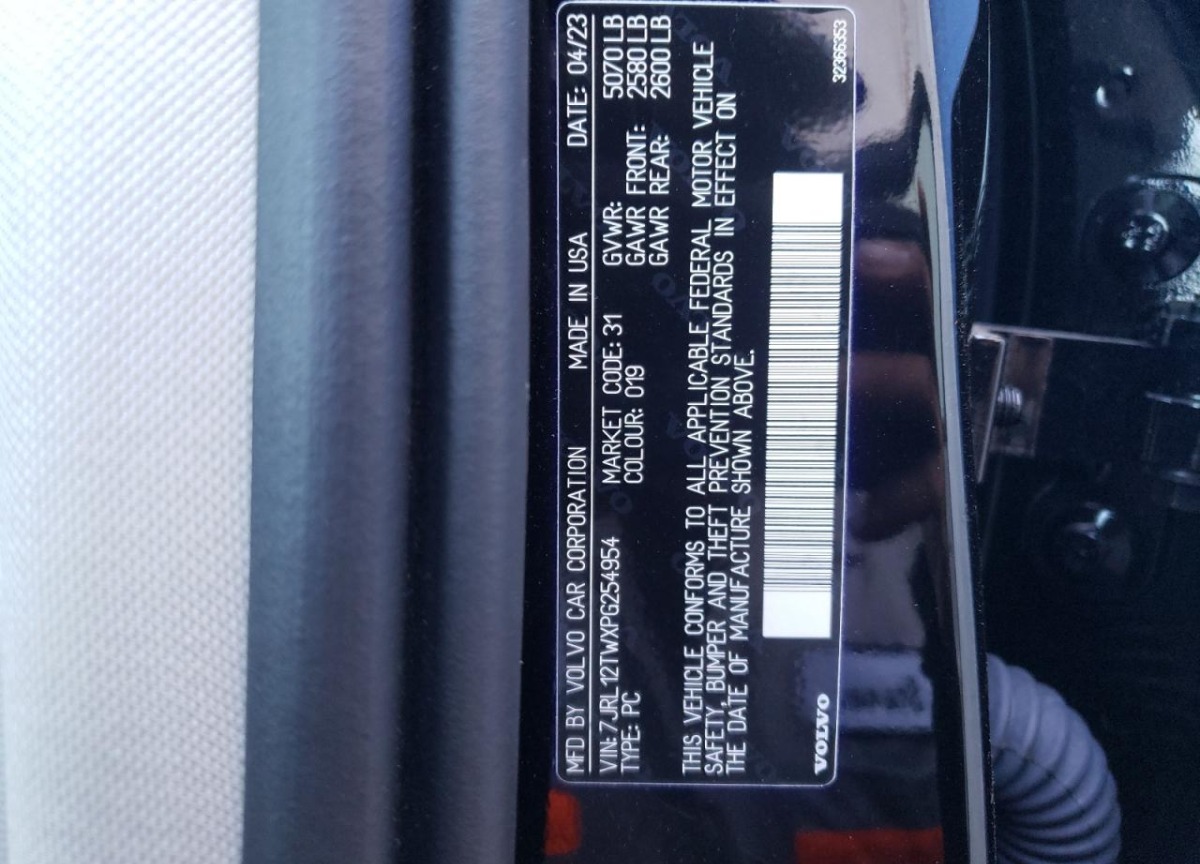 MFD BY VOLVO CAR CORPORATION MADE IN USA DATE: 04/23
VIN: 7JRL12TWXPG254954 MARKET CODE: 31 GVWR: 5070 LB
TYPE: PC COLOUR: 019 GAWR FRONT: 2580 LB
GAWR REAR: 2600 LB
THIS VEHICLE CONFORMS TO ALL APPLICABLE FEDERAL MOTOR VEHICLE
SAFETY, BUMPER AND THEFT PREVENTION STANDARDS IN EFFECT ON
THE DATE OF MANUFACTURE SHOWN ABOVE.
VOLVO 32366353